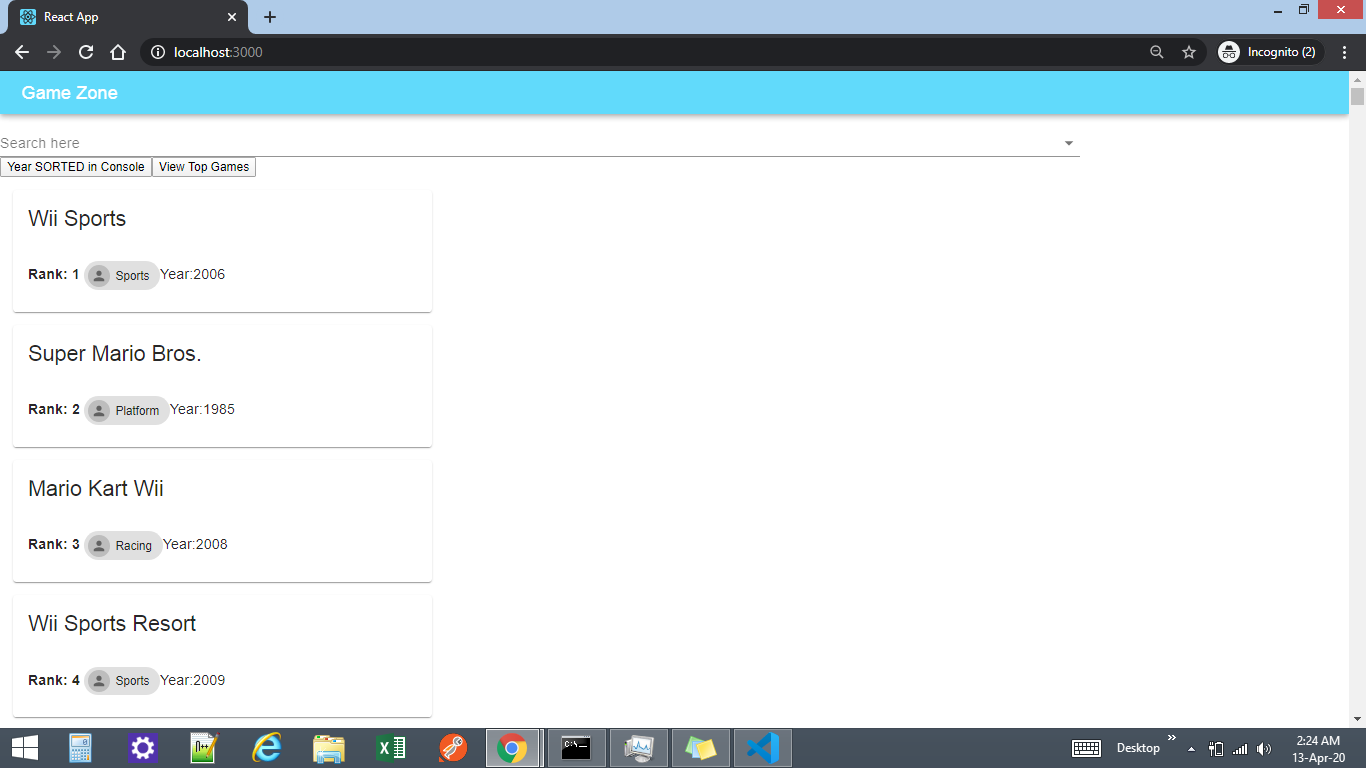 React App
localhost:3000
Incognito (2)
Game Zone
Search here
Year SORTED in Console View Top Games
Wii Sports
Rank: 1 Sports Year:2006
Super Mario Bros.
Rank: 2 Platform Year:1985
Mario Kart Wii
Rank: 3 Racing Year:2008
Wii Sports Resort
Rank: 4 Sports Year:2009
Desktop
2:24 AM
13-Apr-20